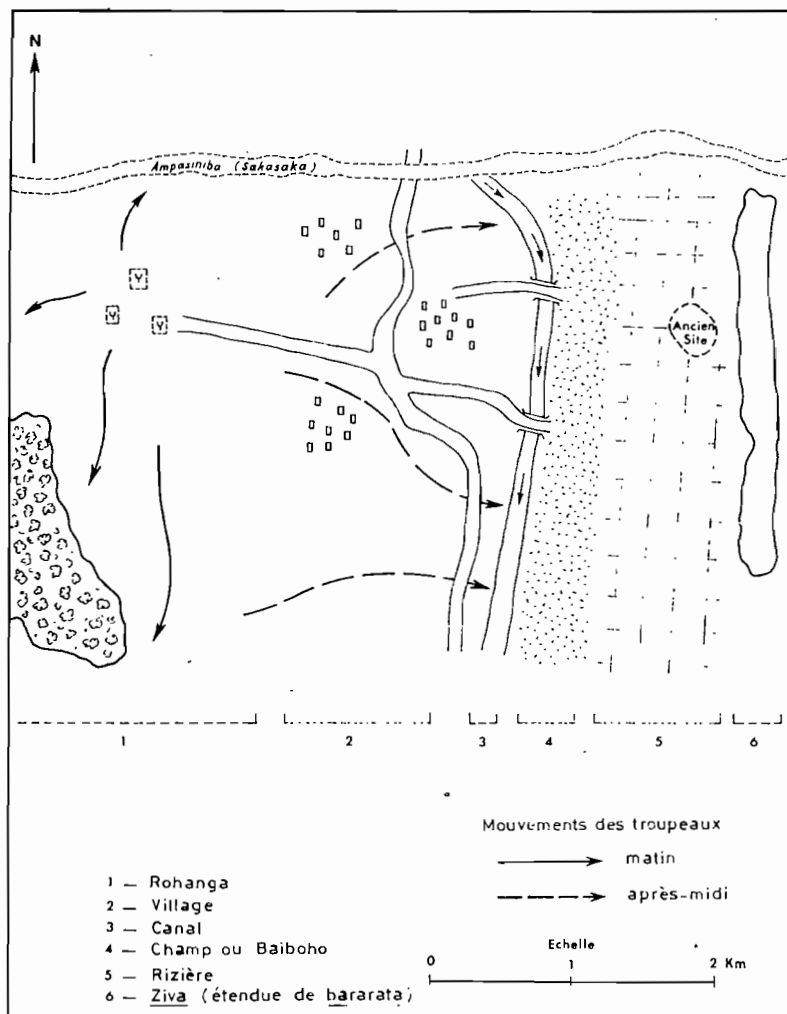 N
Ampasiniba (Sakasaka)
Y
Y
Y
Ancien
Site
1
2
3
4
5
6
Mouvements des troupeaux
matin
après-midi
1 — Rohanga
2 — Village
3 — Canal
4 — Champ ou Baiboho
5 — Rizière
6 — Ziva (étendue de bararata)
Echelle
0 1 2 Km